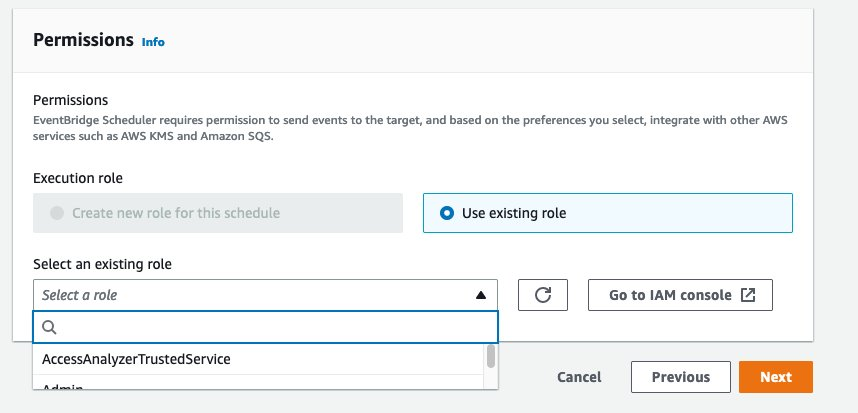 Permissions Info
Permissions
EventBridge Scheduler requires permission to send events to the target, and based on the preferences you select, integrate with other AWS
services such as AWS KMS and Amazon SQS.
Execution role
Create new role for this schedule
Use existing role
Select an existing role
Select a role
Go to IAM console
AccessAnalyzerTrustedService
Admin
Cancel
Previous
Next